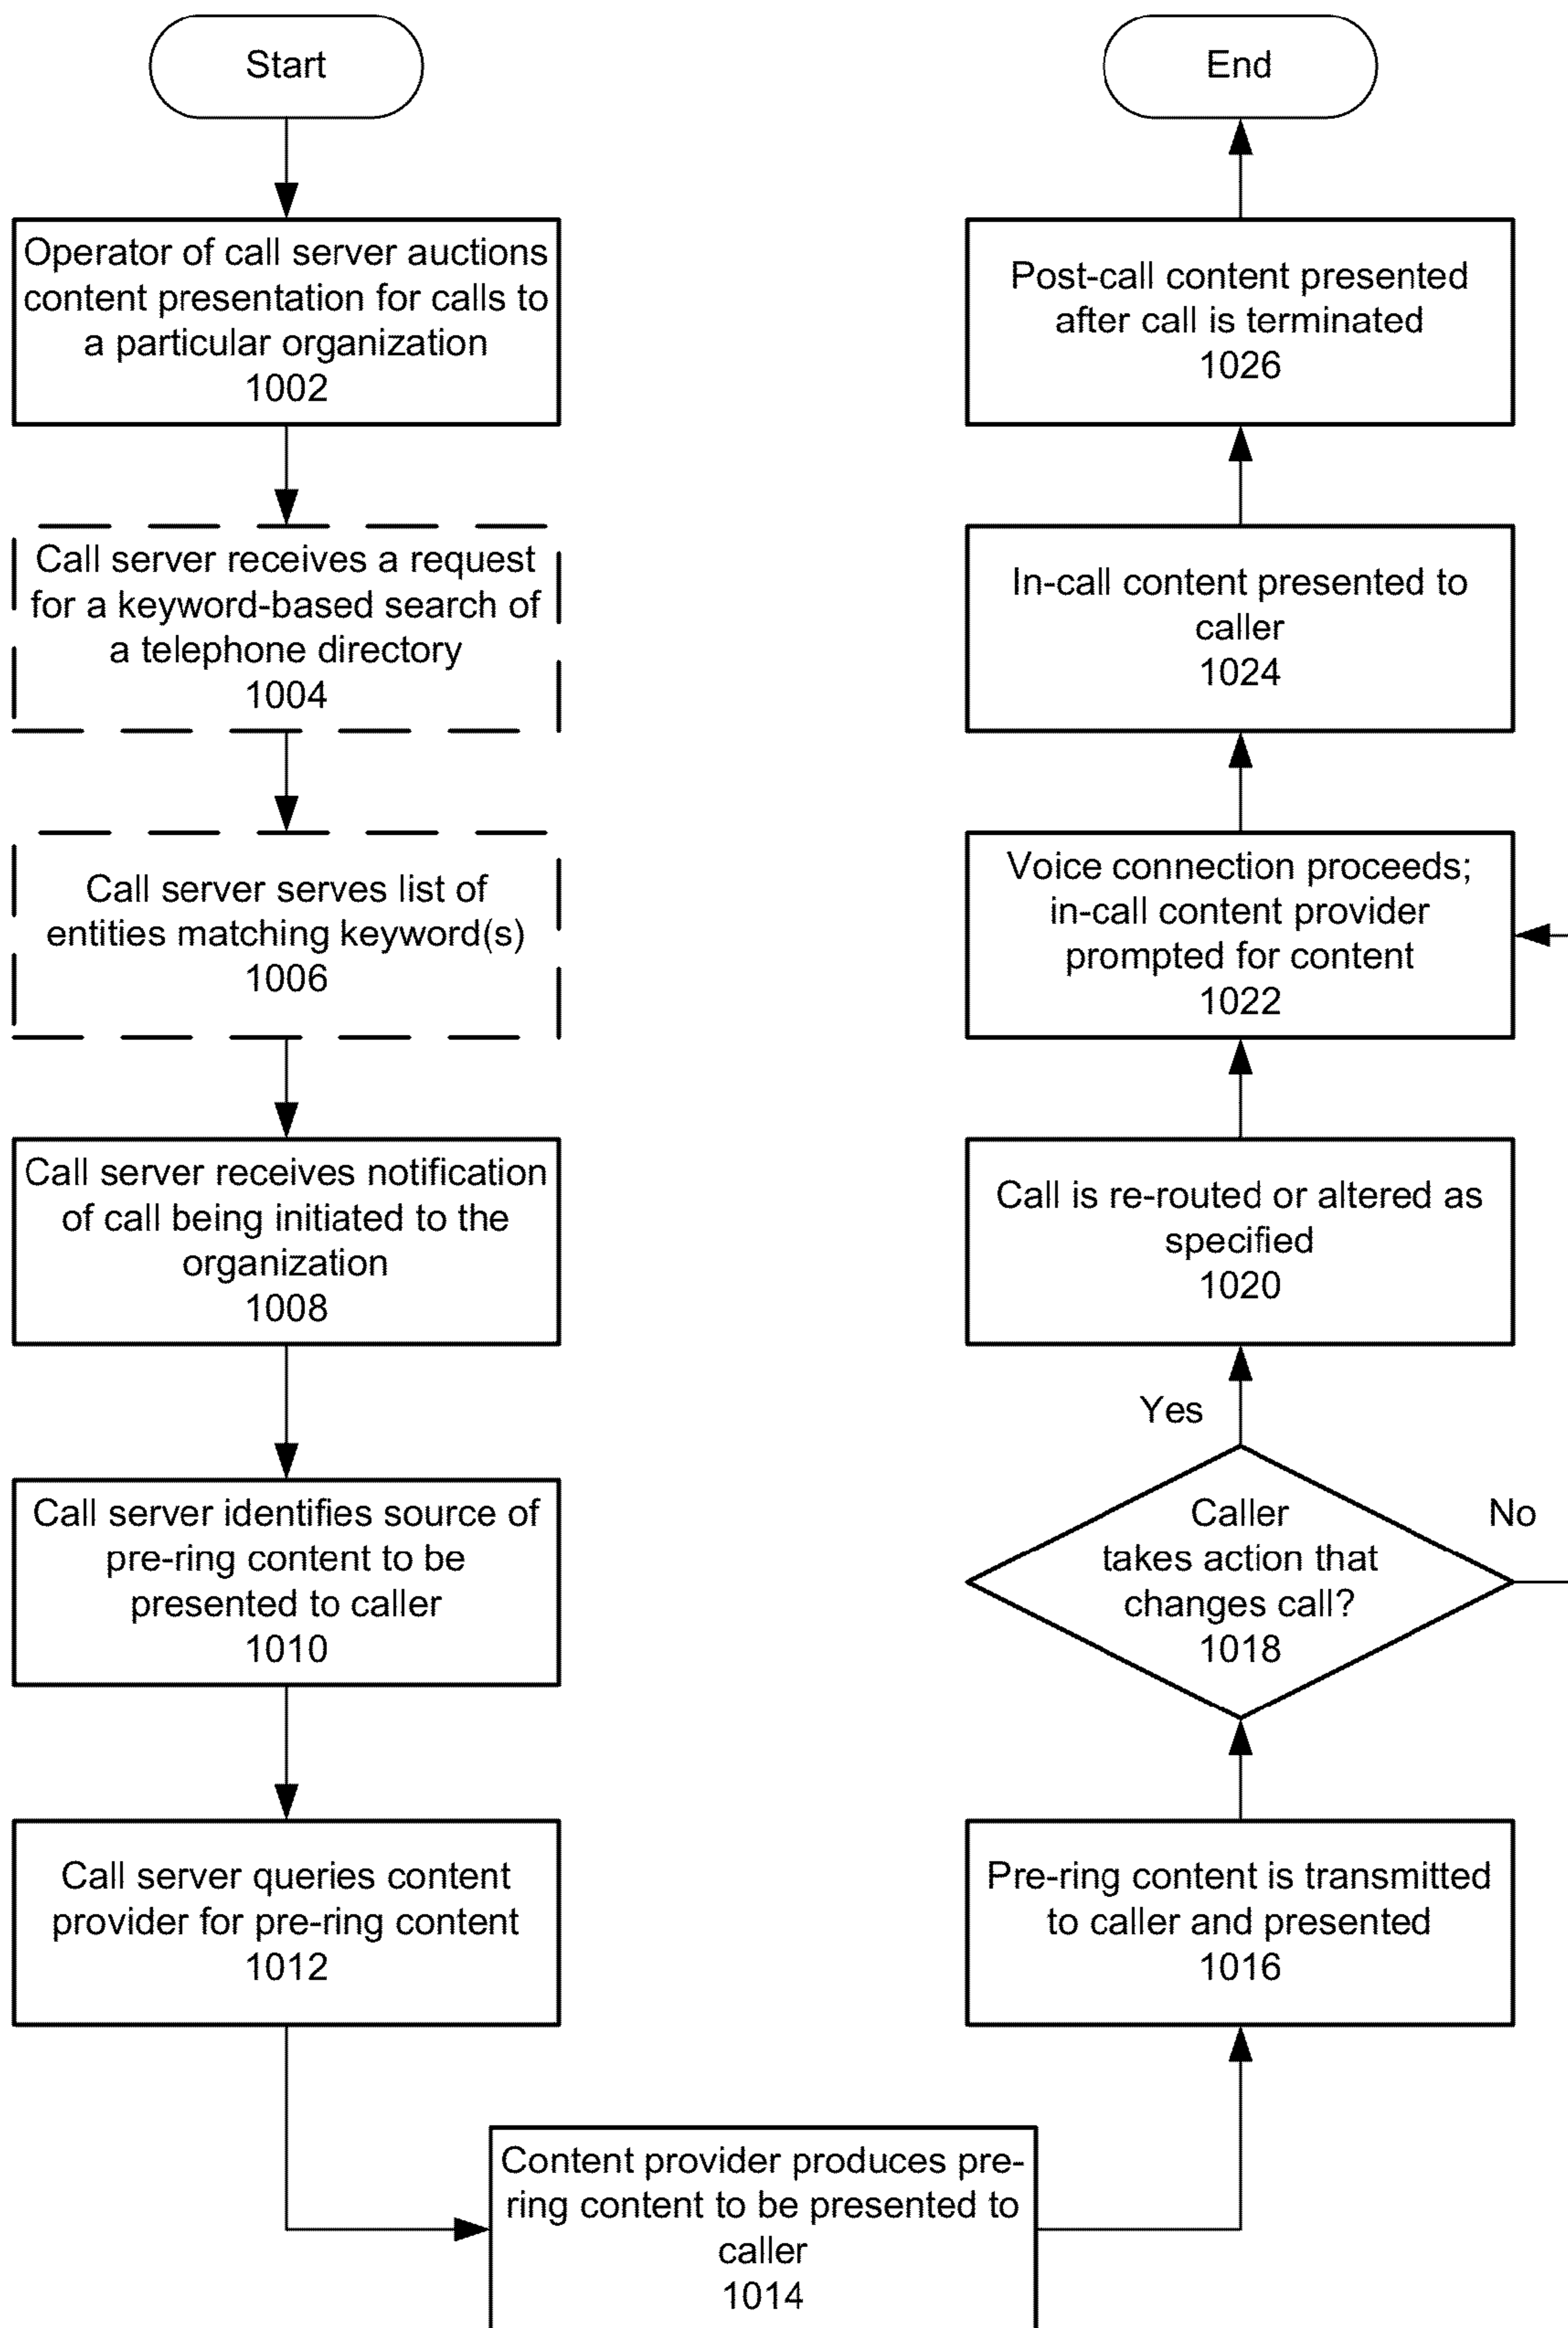 Start
Operator of call server auctions
content presentation for calls to
a particular organization
1002
Call server receives a request
for a keyword-based search of
a telephone directory
1004
Call server serves list of
entities matching keyword(s)
1006
Call server receives notification
of call being initiated to the
organization
1008
Call server identifies source of
pre-ring content to be
presented to caller
1010
Call server queries content
provider for pre-ring content
1012
Content provider produces pre-
ring content to be presented to
caller
1014
Pre-ring content is transmitted
to caller and presented
1016
Caller
takes action that
changes call?
1018
Yes
No
Call is re-routed or altered as
specified
1020
Voice connection proceeds;
in-call content provider
prompted for content
1022
In-call content presented to
caller
1024
Post-call content presented
after call is terminated
1026
End